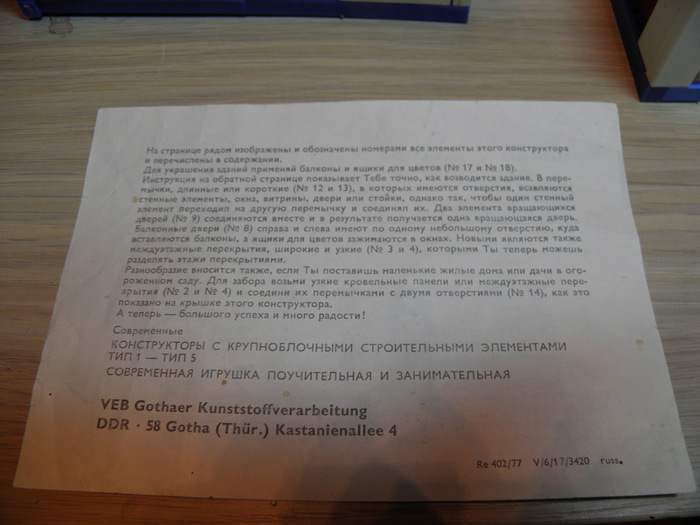 На странице рядом изображены и обозначены номерами все элементы этого конструктора
и перечислены в содержании.
Для украшения зданий применяй балконы и ящики для цветов (№ 17 и № 18).
Инструкция на обратной странице показывает Тебе точно, как возводится здание. В пере-
мычки, длинные или короткие (№ 12 и 13), в которых имеются отверстия, вставляются
стенные элементы, окна, витрины, двери или стойки, однако так, чтобы один стенный
элемент переходил на другую перемычку и соединял их. Два элемента вращающихся
дверей (№ 9) соединяются вместе и в результате получается одна вращающаяся дверь.
Балконные двери (№ 8) справа и слева имеют по одному небольшому отверстию, куда
вставляются балконы, а ящики для цветов зажимаются в окнах. Новыми являются также
междуэтажные перекрытия, широкие и узкие (№ 3 и 4), которыми Ты теперь можешь
разделять этажи перекрытиями.
Разнообразие вносится также, если Ты поставишь маленькие жилые дома или дачи в ого-
роженном саду. Для забора возьми узкие кровельные панели или междуэтажные пере-
крытия (№ 2 и № 4) и соедини их перемычками с двумя отверстиями (№ 14), как это
показано на крышке этого конструктора.
А теперь — большого успеха и много радости!
Современные
КОНСТРУКТОРЫ С КРУПНОБЛОЧНЫМИ СТРОИТЕЛЬНЫМИ ЭЛЕМЕНТАМИ
ТИП 1 — ТИП 5
СОВРЕМЕННАЯ ИГРУШКА ПОУЧИТЕЛЬНАЯ И ЗАНИМАТЕЛЬНАЯ
VEB Gothaer Kunststoffverarbeitung
DDR · 58 Gotha (Thür.) Kastanienallee 4
Re 402/77 V/6/17/3420 russ.